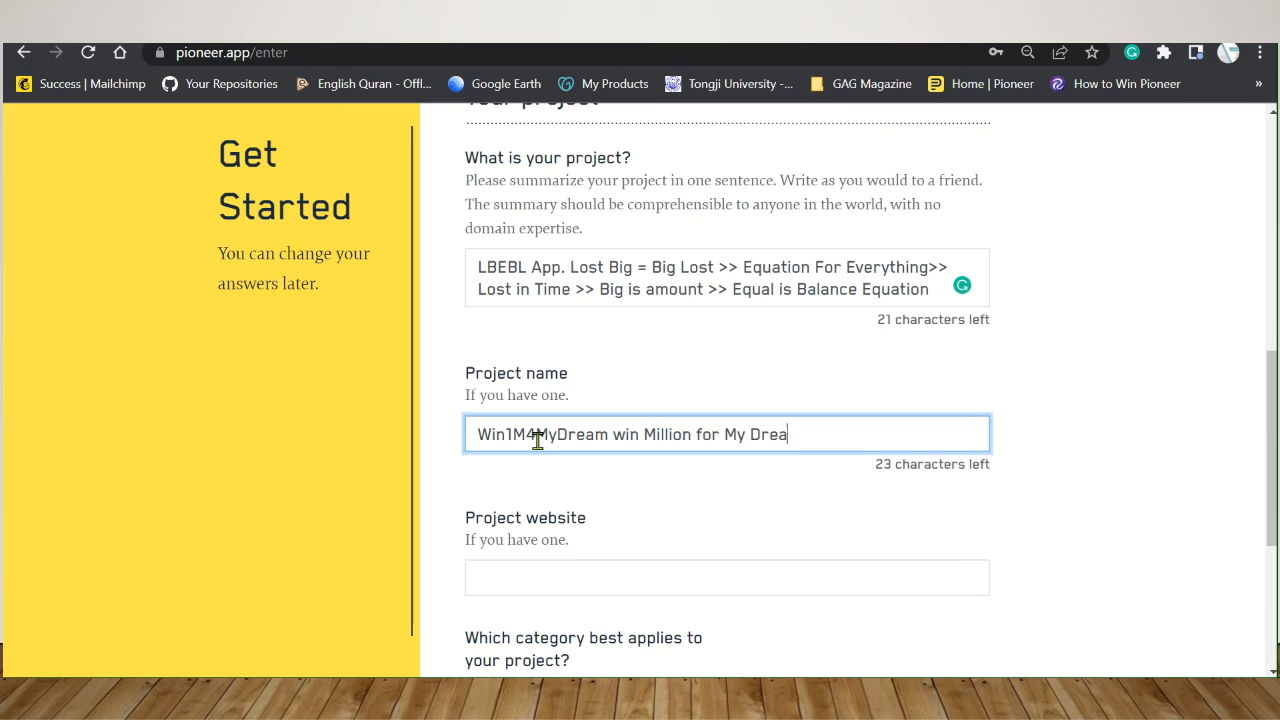 pioneer.app/enter
Success | Mailchimp
Your Repositories
English Quran - Offl...
Google Earth
My Products
Tongji University -...
GAG Magazine
Home | Pioneer
How to Win Pioneer
»
Get
Started
You can change your
answers later.
Your project
What is your project?
Please summarize your project in one sentence. Write as you would to a friend.
The summary should be comprehensible to anyone in the world, with no
domain expertise.
LBEBL App. Lost Big = Big Lost >> Equation For Everything>>
Lost in Time >> Big is amount >> Equal is Balance Equation
21 characters left
Project name
If you have one.
Win1M4MyDream win Million for My Drea
23 characters left
Project website
If you have one.
Which category best applies to
your project?